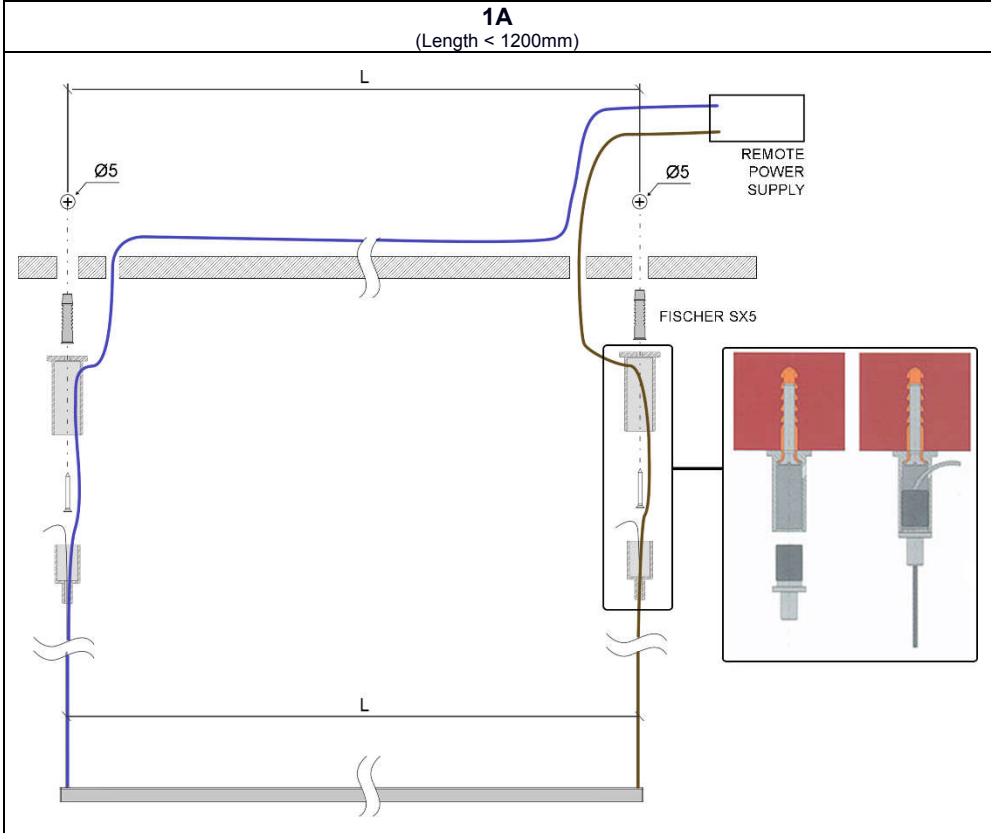 1A
(Length < 1200mm)
L
REMOTE
POWER
SUPPLY
Ø5
Ø5
FISCHER SX5
L